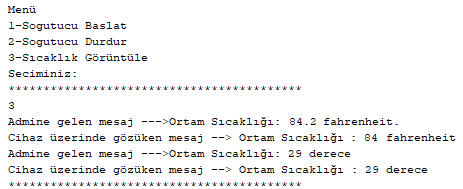 Menü
1-Sogutucu Baslat
2-Sogutucu Durdur
3-Sıcaklık Görüntüle
Seciminiz:
******************************************
3
Admine gelen mesaj --->Ortam Sıcaklığı: 84.2 fahrenheit.
Cihaz üzerinde gözüken mesaj --> Ortam Sıcaklığı : 84 fahrenheit
Admine gelen mesaj --->Ortam Sıcaklığı: 29 derece
Cihaz üzerinde gözüken mesaj --> Ortam Sıcaklığı : 29 derece
******************************************